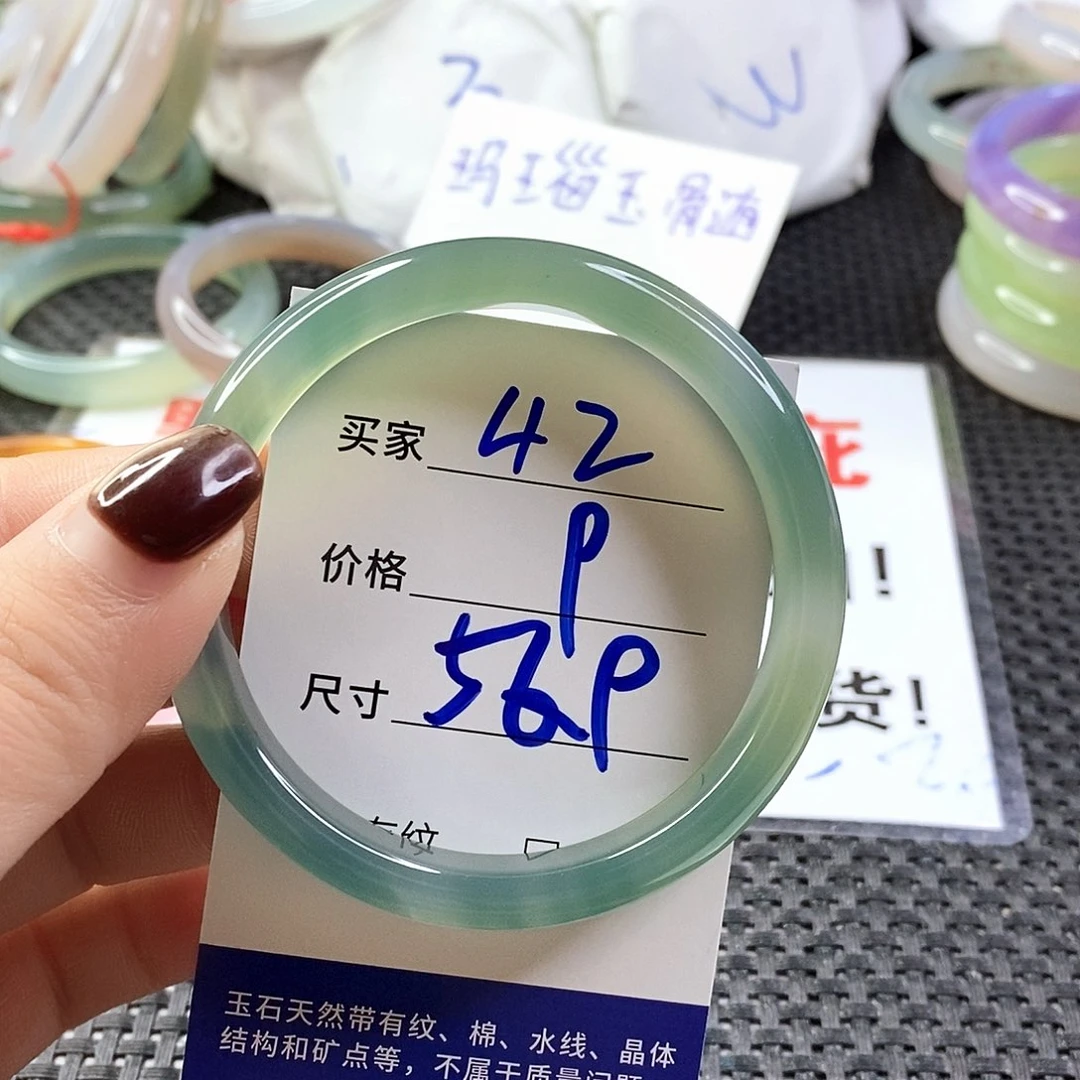 玛瑙玉髓
买家 42
价格 P
尺寸 56P
有纹 □
玉石天然带有纹、棉、水线、晶体
结构和矿点等，不属于质量问题
货！